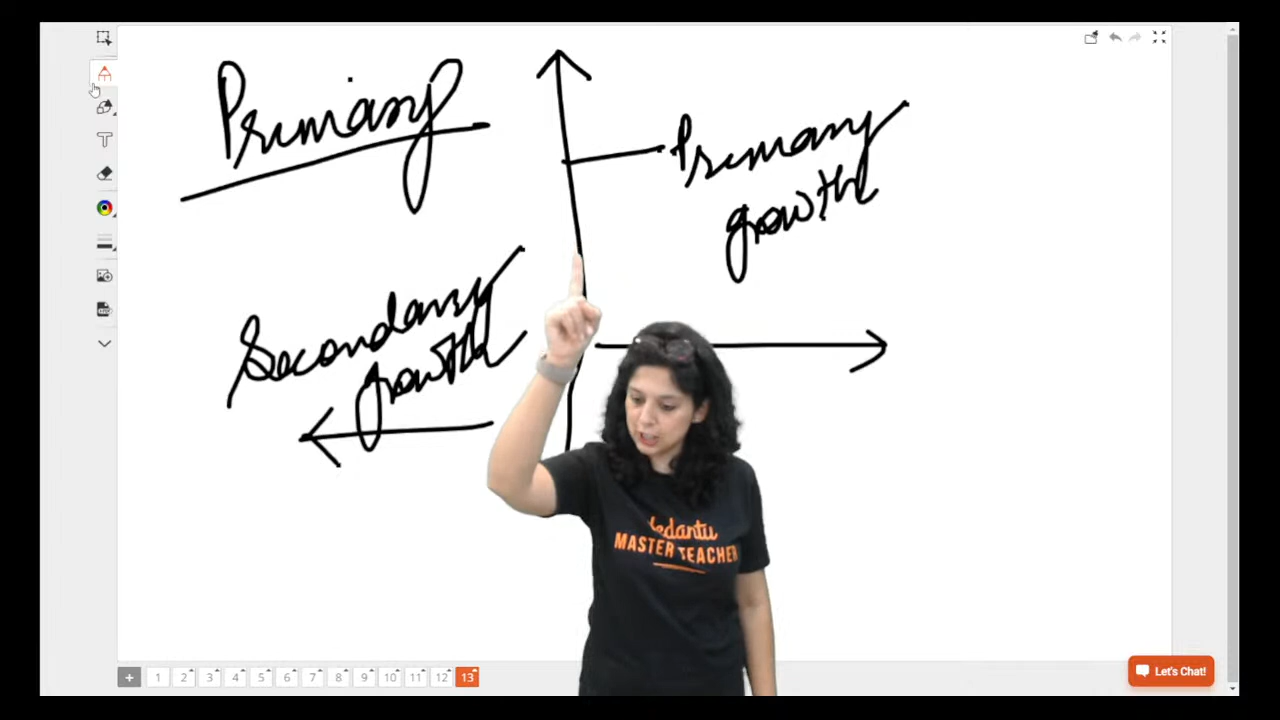 Primary
Primary
growth
Secondary
growth
Vedantu
MASTER TEACHER
Let's Chat!
+ 1 2 3 4 5 6 7 8 9 10 11 12 13